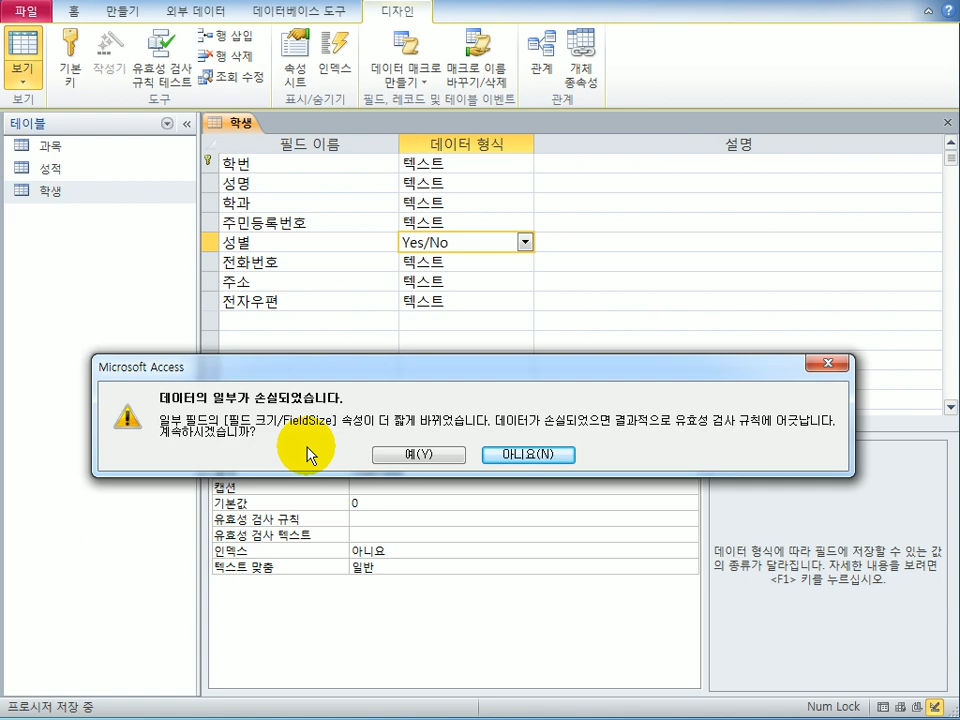 파일 홈 만들기 외부 데이터 데이터베이스 도구 디자인
보기 기본 키 작성기 유효성 검사 규칙 테스트 행 삽입 행 삭제 조회 수정 속성 시트 인덱스 데이터 매크로 만들기 매크로 이름 바꾸기/삭제 관계 개체 종속성
보기 도구 표시/숨기기 필드, 레코드 및 테이블 이벤트 관계
테이블 «
과목
성적
학생
학생
필드 이름 데이터 형식 설명
학번 텍스트
성명 텍스트
학과 텍스트
주민등록번호 텍스트
성별 Yes/No
전화번호 텍스트
주소 텍스트
전자우편 텍스트
Microsoft Access
데이터의 일부가 손실되었습니다.
일부 필드의 [필드 크기/FieldSize] 속성이 더 짧게 바뀌었습니다. 데이터가 손실되었으면 결과적으로 유효성 검사 규칙에 어긋납니다.
계속하시겠습니까?
예(Y) 아니요(N)
캡션
기본값 0
유효성 검사 규칙
유효성 검사 텍스트
인덱스 아니요
텍스트 맞춤 일반
데이터 형식에 따라 필드에 저장할 수 있는 값
의 종류가 달라집니다. 자세한 내용을 보려면
<F1> 키를 누르십시오.
프로시저 저장 중 Num Lock